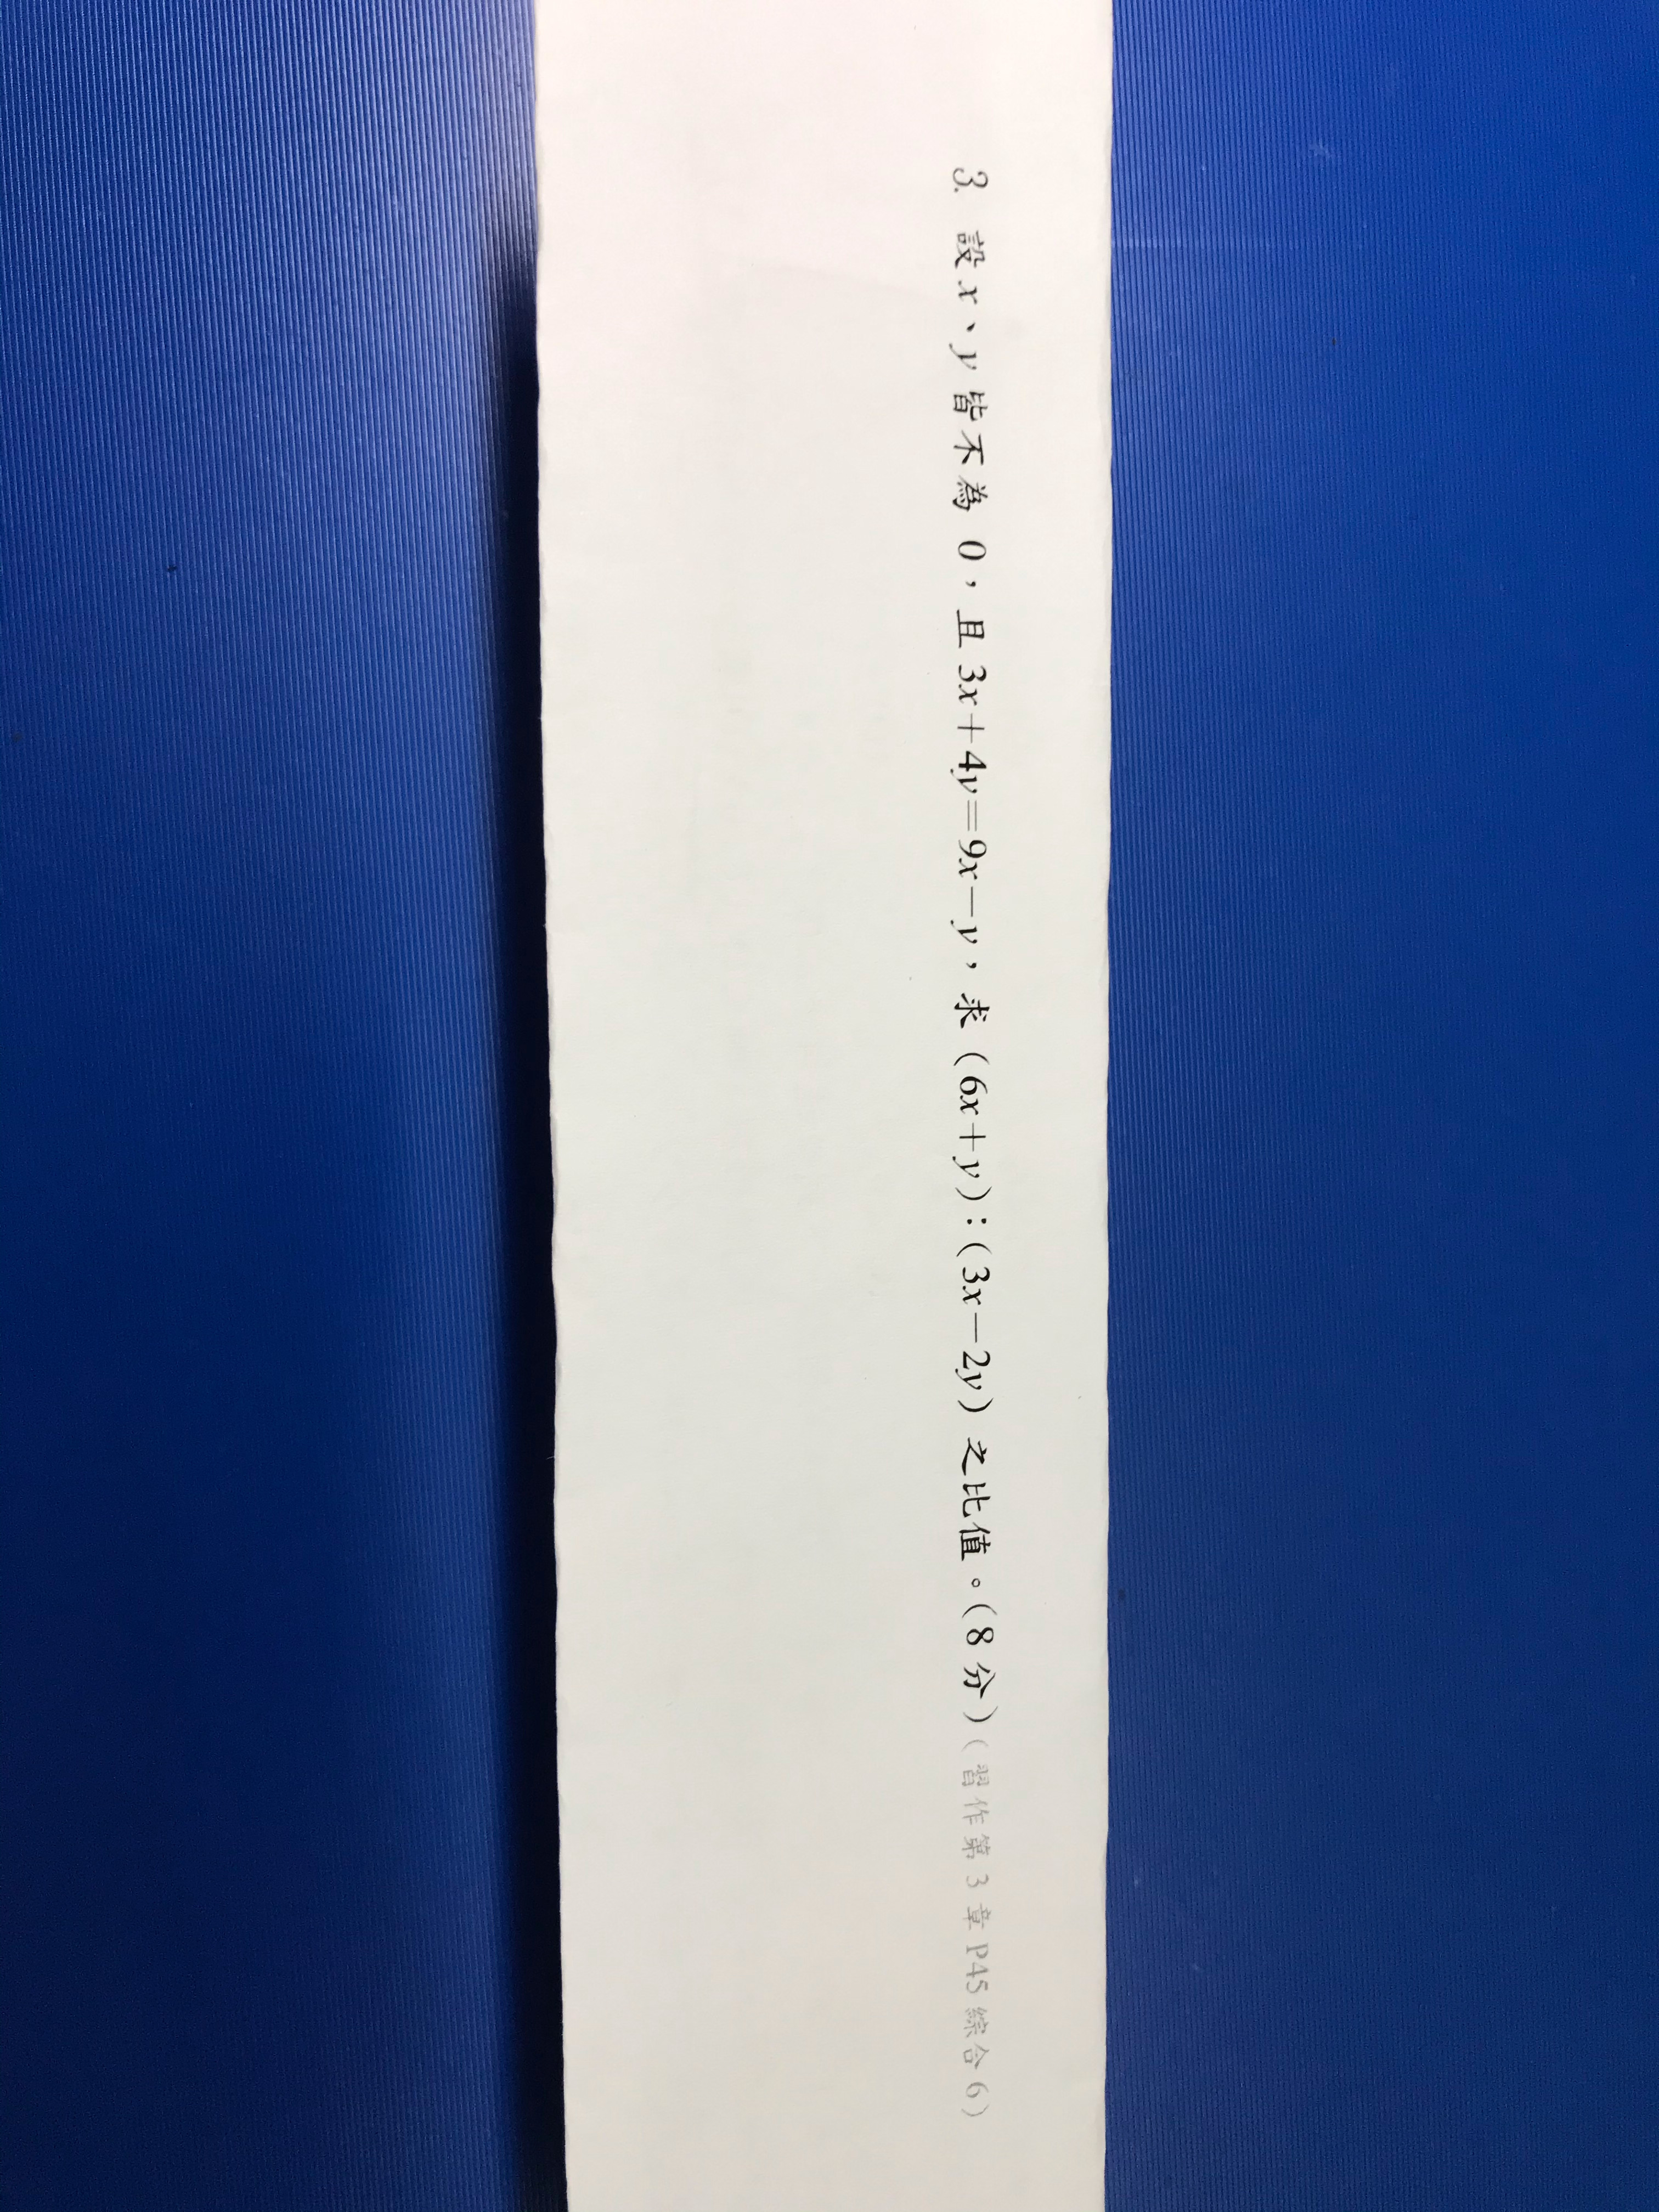 3. 設 x、y 皆不為 0，且 3x＋4y＝9x－y，求（6x＋y）：（3x－2y）之比值。（8 分）（習作第 3 章 P45 綜合 6）